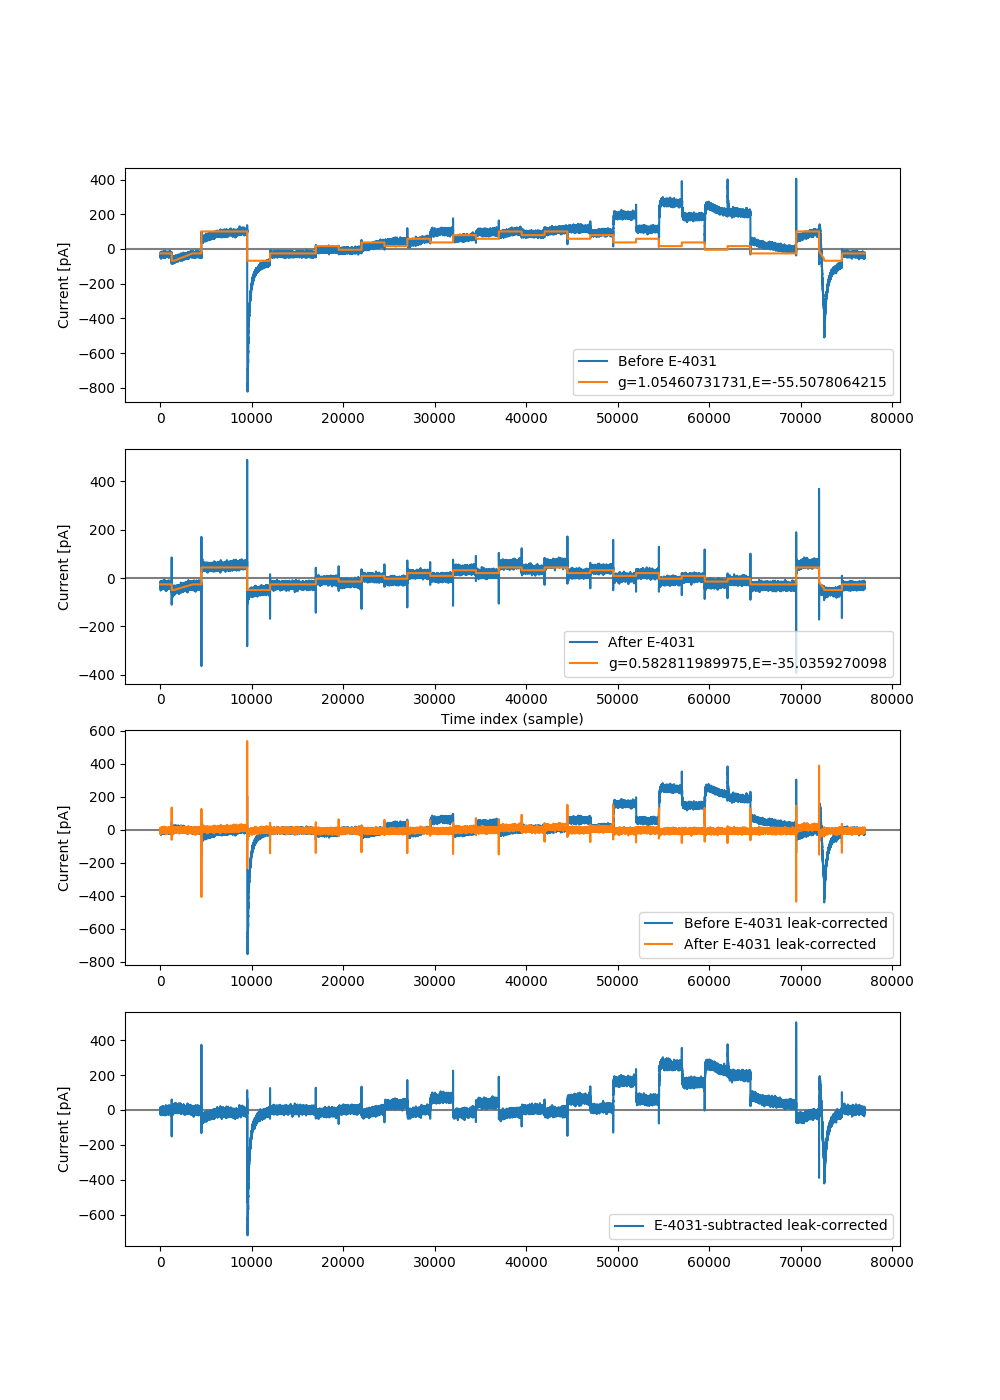 400
200
0
−200
−400
−600
−800
Current [pA]
Before E-4031
g=1.05460731731,E=-55.5078064215
0 10000 20000 30000 40000 50000 60000 70000 80000
400
200
0
−200
−400
Current [pA]
After E-4031
g=0.582811989975,E=-35.0359270098
0 10000 20000 30000 40000 50000 60000 70000 80000
Time index (sample)
600
400
200
0
−200
−400
−600
−800
Current [pA]
Before E-4031 leak-corrected
After E-4031 leak-corrected
0 10000 20000 30000 40000 50000 60000 70000 80000
400
200
0
−200
−400
−600
Current [pA]
E-4031-subtracted leak-corrected
0 10000 20000 30000 40000 50000 60000 70000 80000